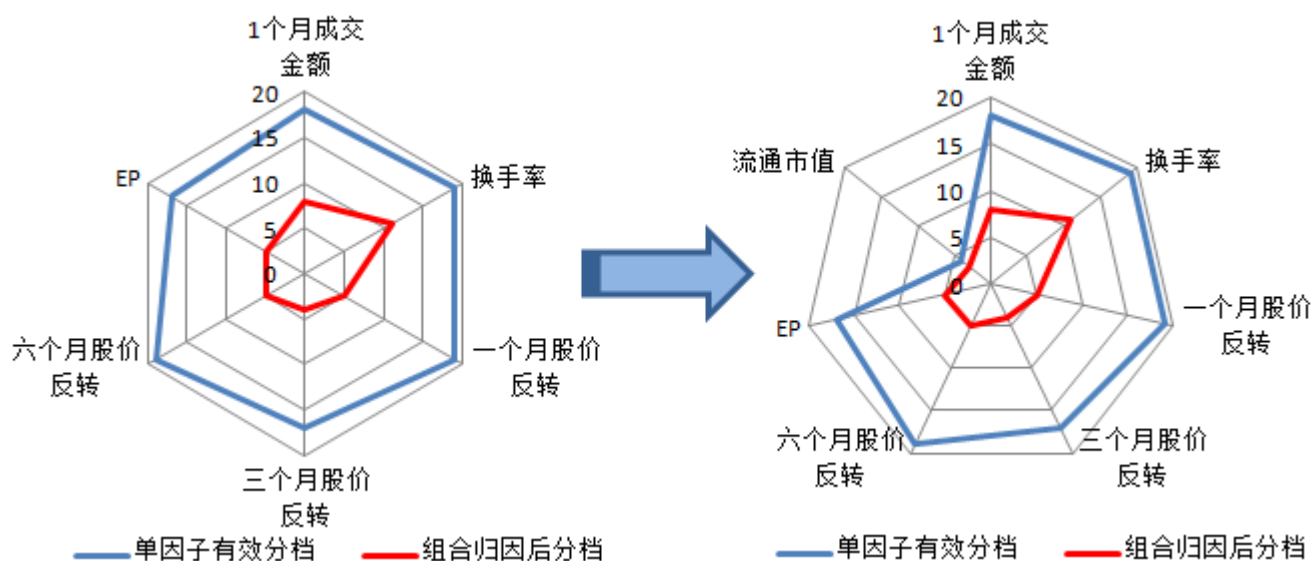 1个月成交
金额
20
15
10
5
0
换手率
一个月股价
反转
三个月股价
反转
六个月股价
反转
EP
单因子有效分档
组合归因后分档
1个月成交
金额
20
15
10
5
0
换手率
一个月股价
反转
三个月股价
反转
六个月股价
反转
EP
流通市值
单因子有效分档
组合归因后分档